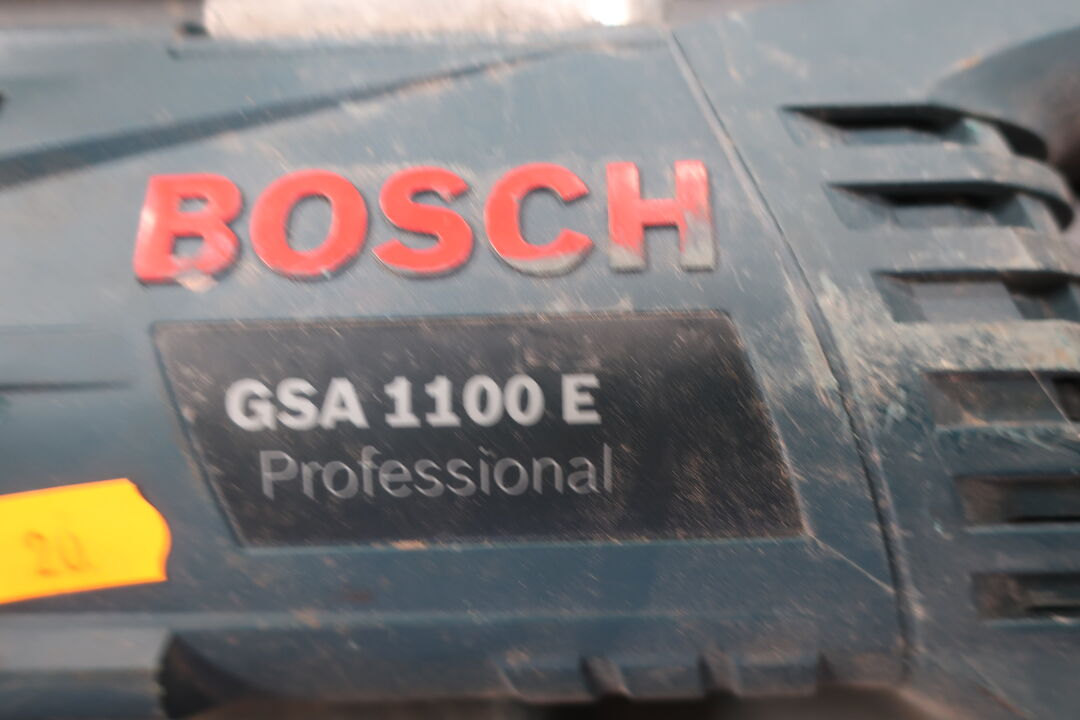 BOSCH
GSA 1100 E
Professional
20